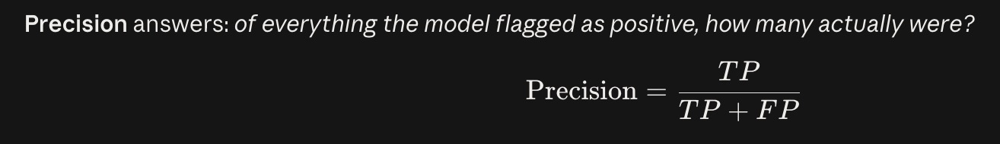 Precision answers: of everything the model flagged as positive, how many actually were?
Precision = TP / TP + FP